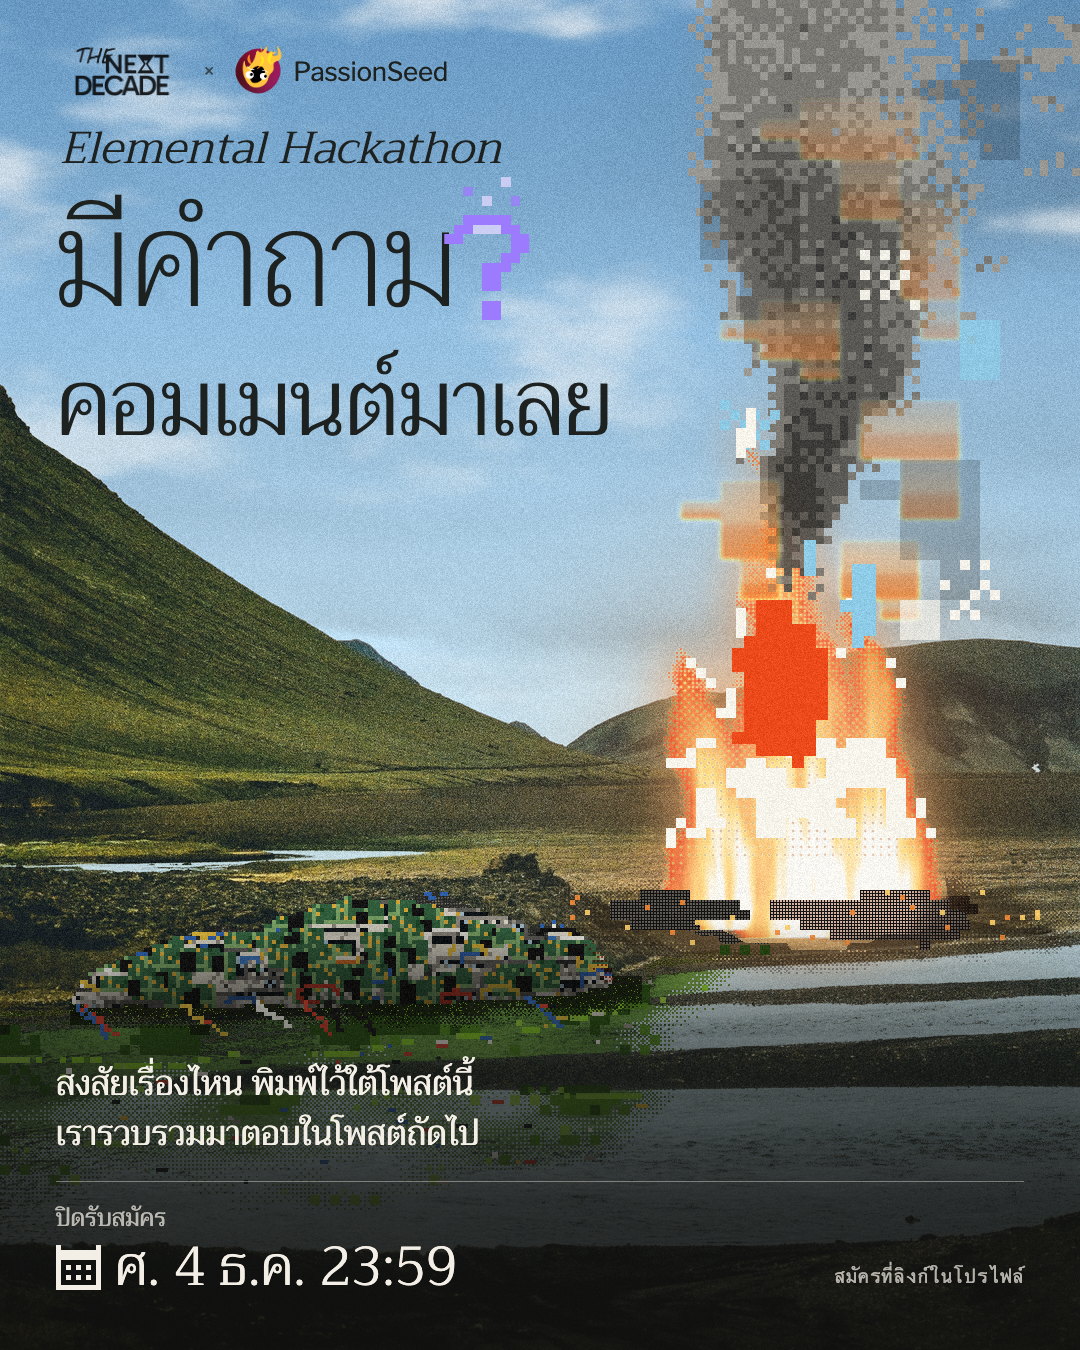 THE NEXT DECADE × PassionSeed
Elemental Hackathon
มีคำถาม?
คอมเมนต์มาเลย
สงสัยเรื่องไหน พิมพ์ไว้ใต้โพสต์นี้
เรารวบรวมมาตอบในโพสต์ถัดไป
ปิดรับสมัคร
ศ. 4 ธ.ค. 23:59
สมัครที่ลิงก์ในโปรไฟล์